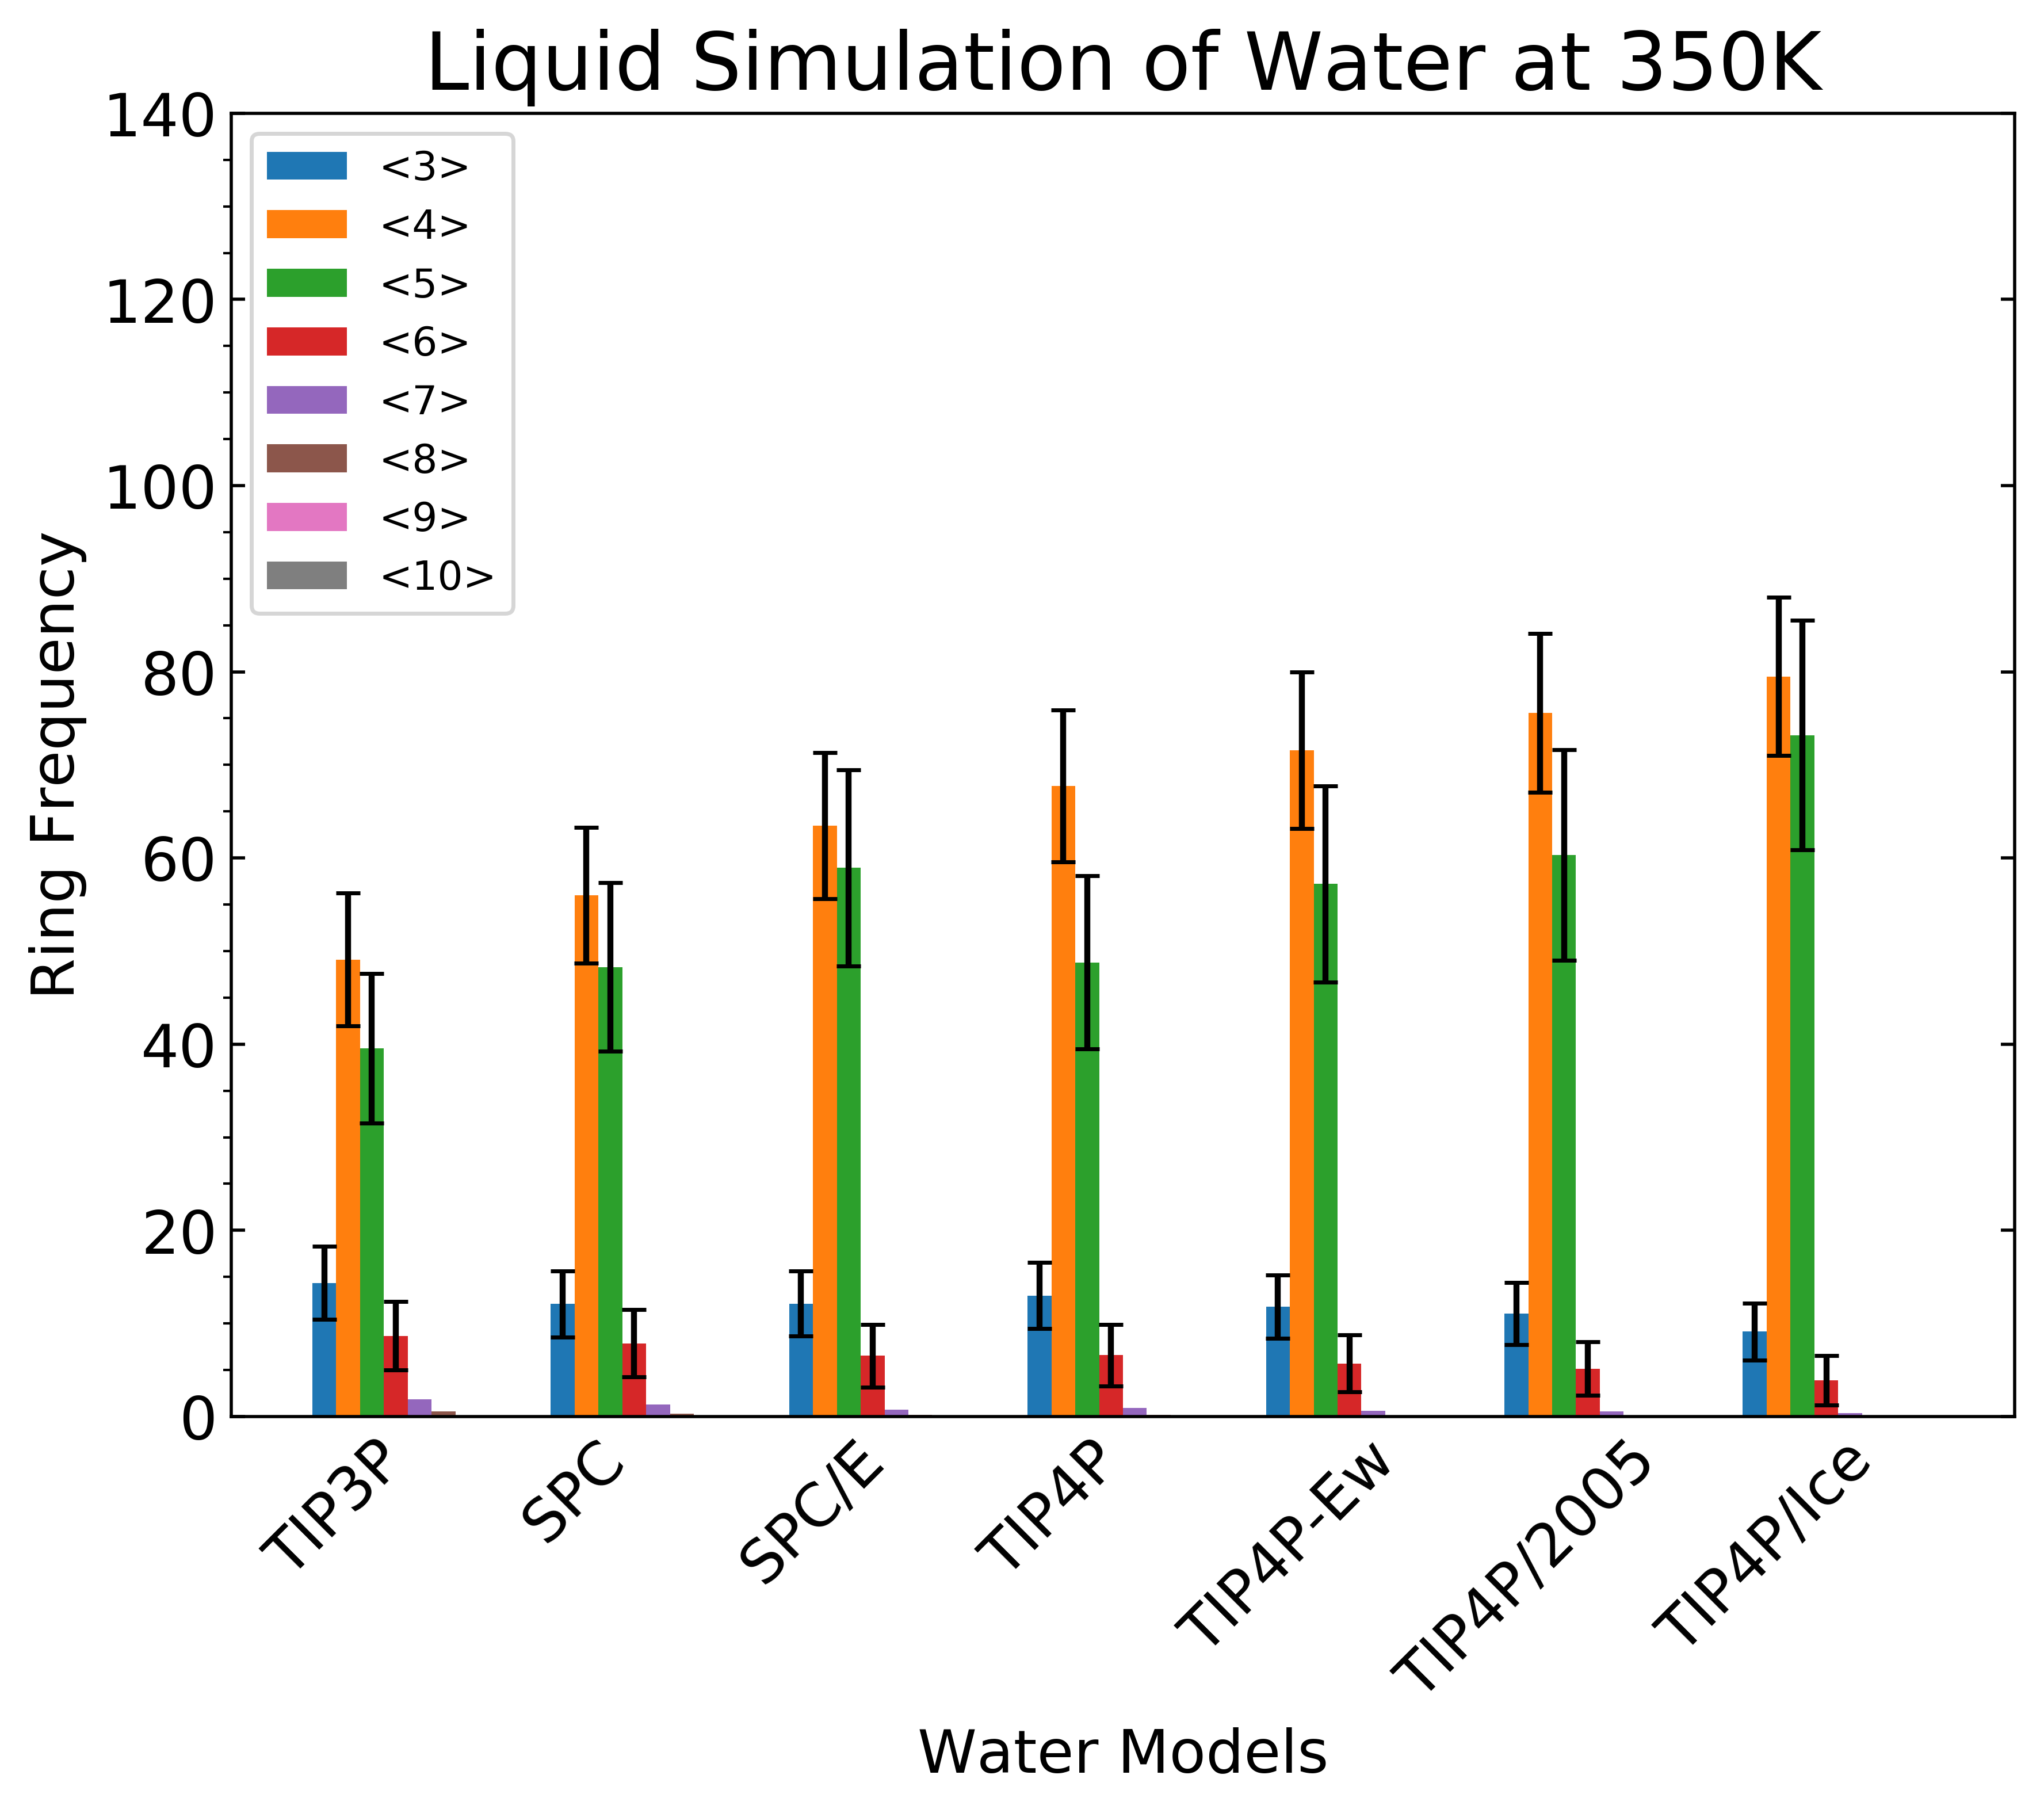 Liquid Simulation of Water at 350K
140
120
100
80
60
40
20
0
Ring Frequency
<3>
<4>
<5>
<6>
<7>
<8>
<9>
<10>
TIP3P
SPC
SPC/E
TIP4P
TIP4P-Ew
TIP4P/2005
TIP4P/Ice
Water Models